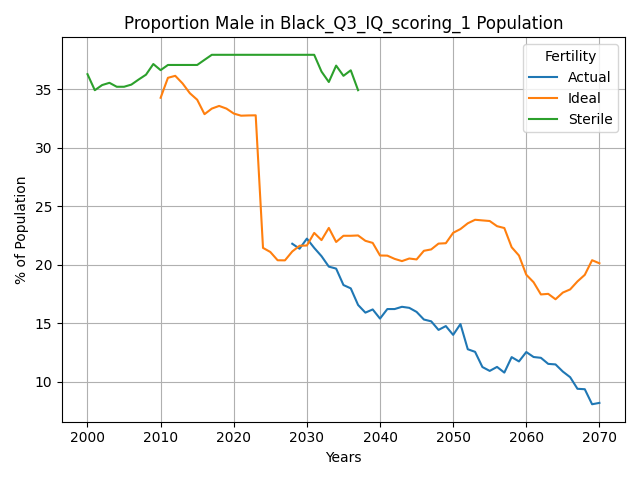 Proportion Male in Black_Q3_IQ_scoring_1 Population
Fertility
Actual
Ideal
Sterile
% of Population
35
30
25
20
15
10
2000 2010 2020 2030 2040 2050 2060 2070
Years